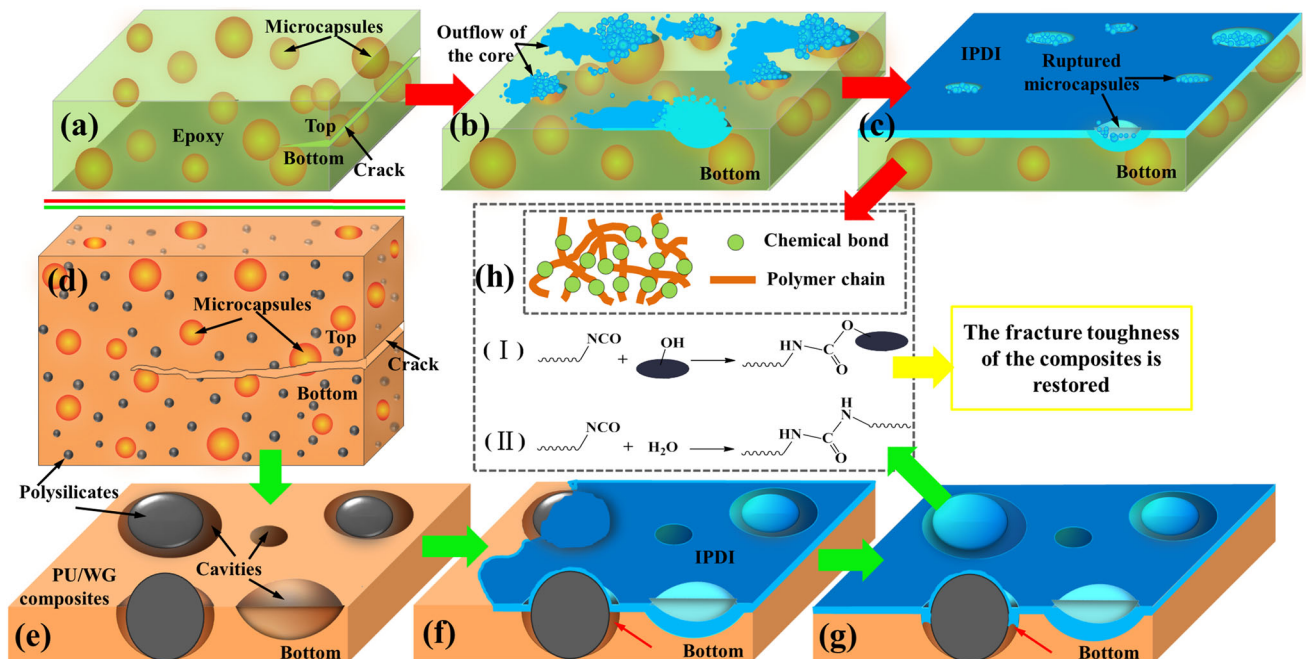 Microcapsules
(a)
Epoxy
Top
Bottom
Crack
Outflow of
the core
(b)
Bottom
IPDI
Ruptured
microcapsules
(c)
Bottom
(d)
Microcapsules
Top
Crack
Bottom
Polysilicates
(h)
Chemical bond
Polymer chain
(I)
NCO
+
OH
NH
C
O
O
(II)
NCO
+ H₂O
NH
C
O
N
H
The fracture toughness
of the composites is
restored
PU/WG
composites
Cavities
(e)
Bottom
IPDI
(f)
Bottom
(g)
Bottom